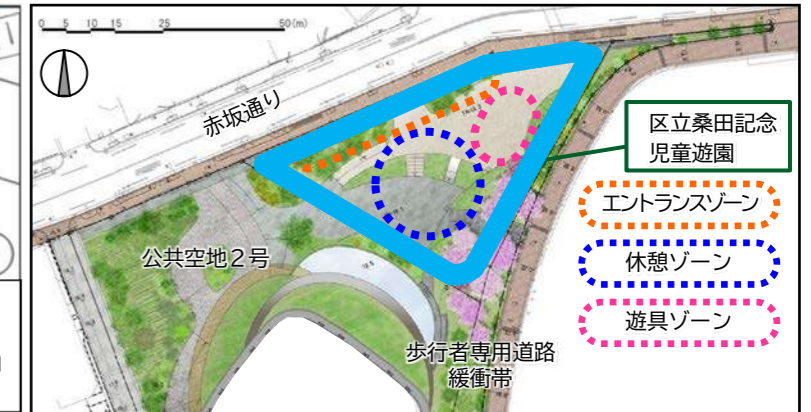 0 5 10 15 25 50(m)
赤坂通り
区立桑田記念
児童遊園
エントランスゾーン
休憩ゾーン
遊具ゾーン
公共空地2号
歩行者専用道路
緩衝帯